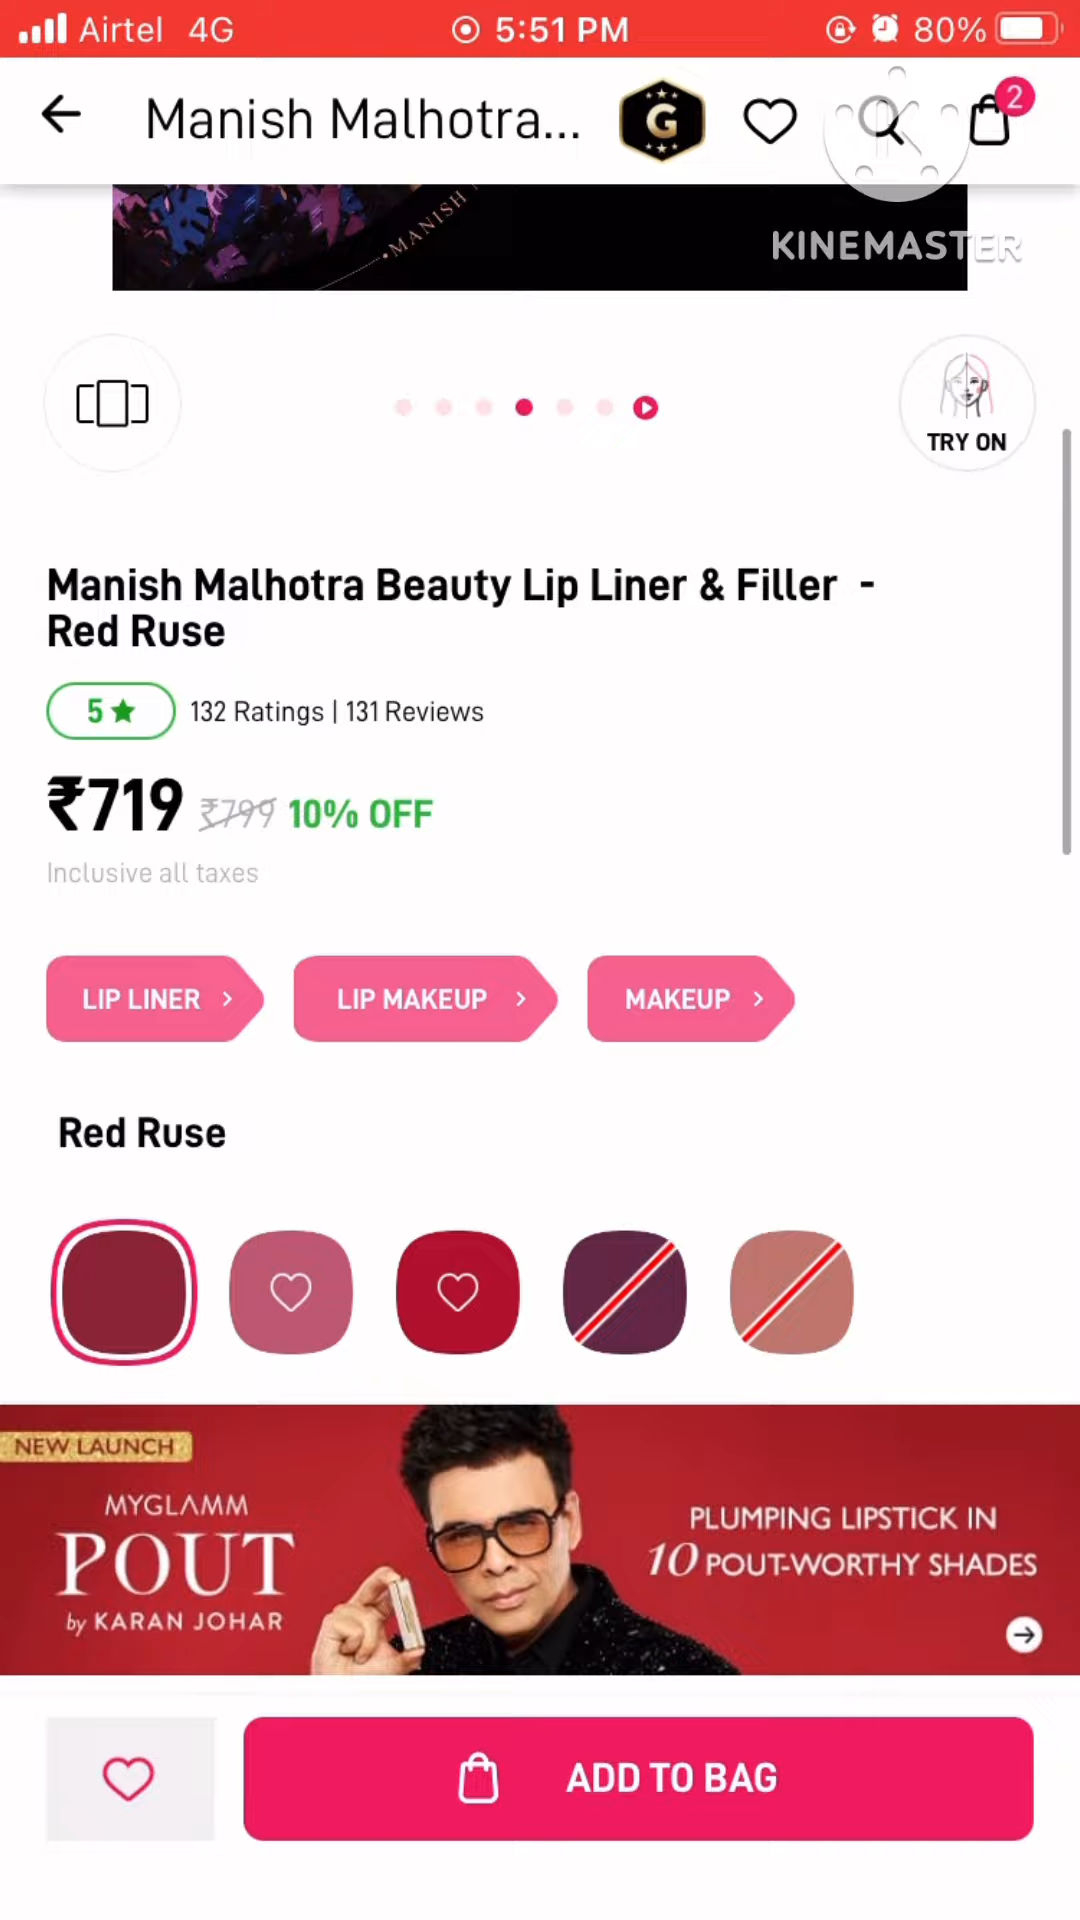 Airtel 4G 5:51 PM 80%
Manish Malhotra... G 2
•MANISH
KINEMASTER
TRY ON
Manish Malhotra Beauty Lip Liner & Filler -
Red Ruse
5★ 132 Ratings | 131 Reviews
₹719 ₹799 10% OFF
Inclusive all taxes
LIP LINER > LIP MAKEUP > MAKEUP >
Red Ruse
NEW LAUNCH
MYGLAMM
POUT
by KARAN JOHAR
PLUMPING LIPSTICK IN
10 POUT-WORTHY SHADES
ADD TO BAG